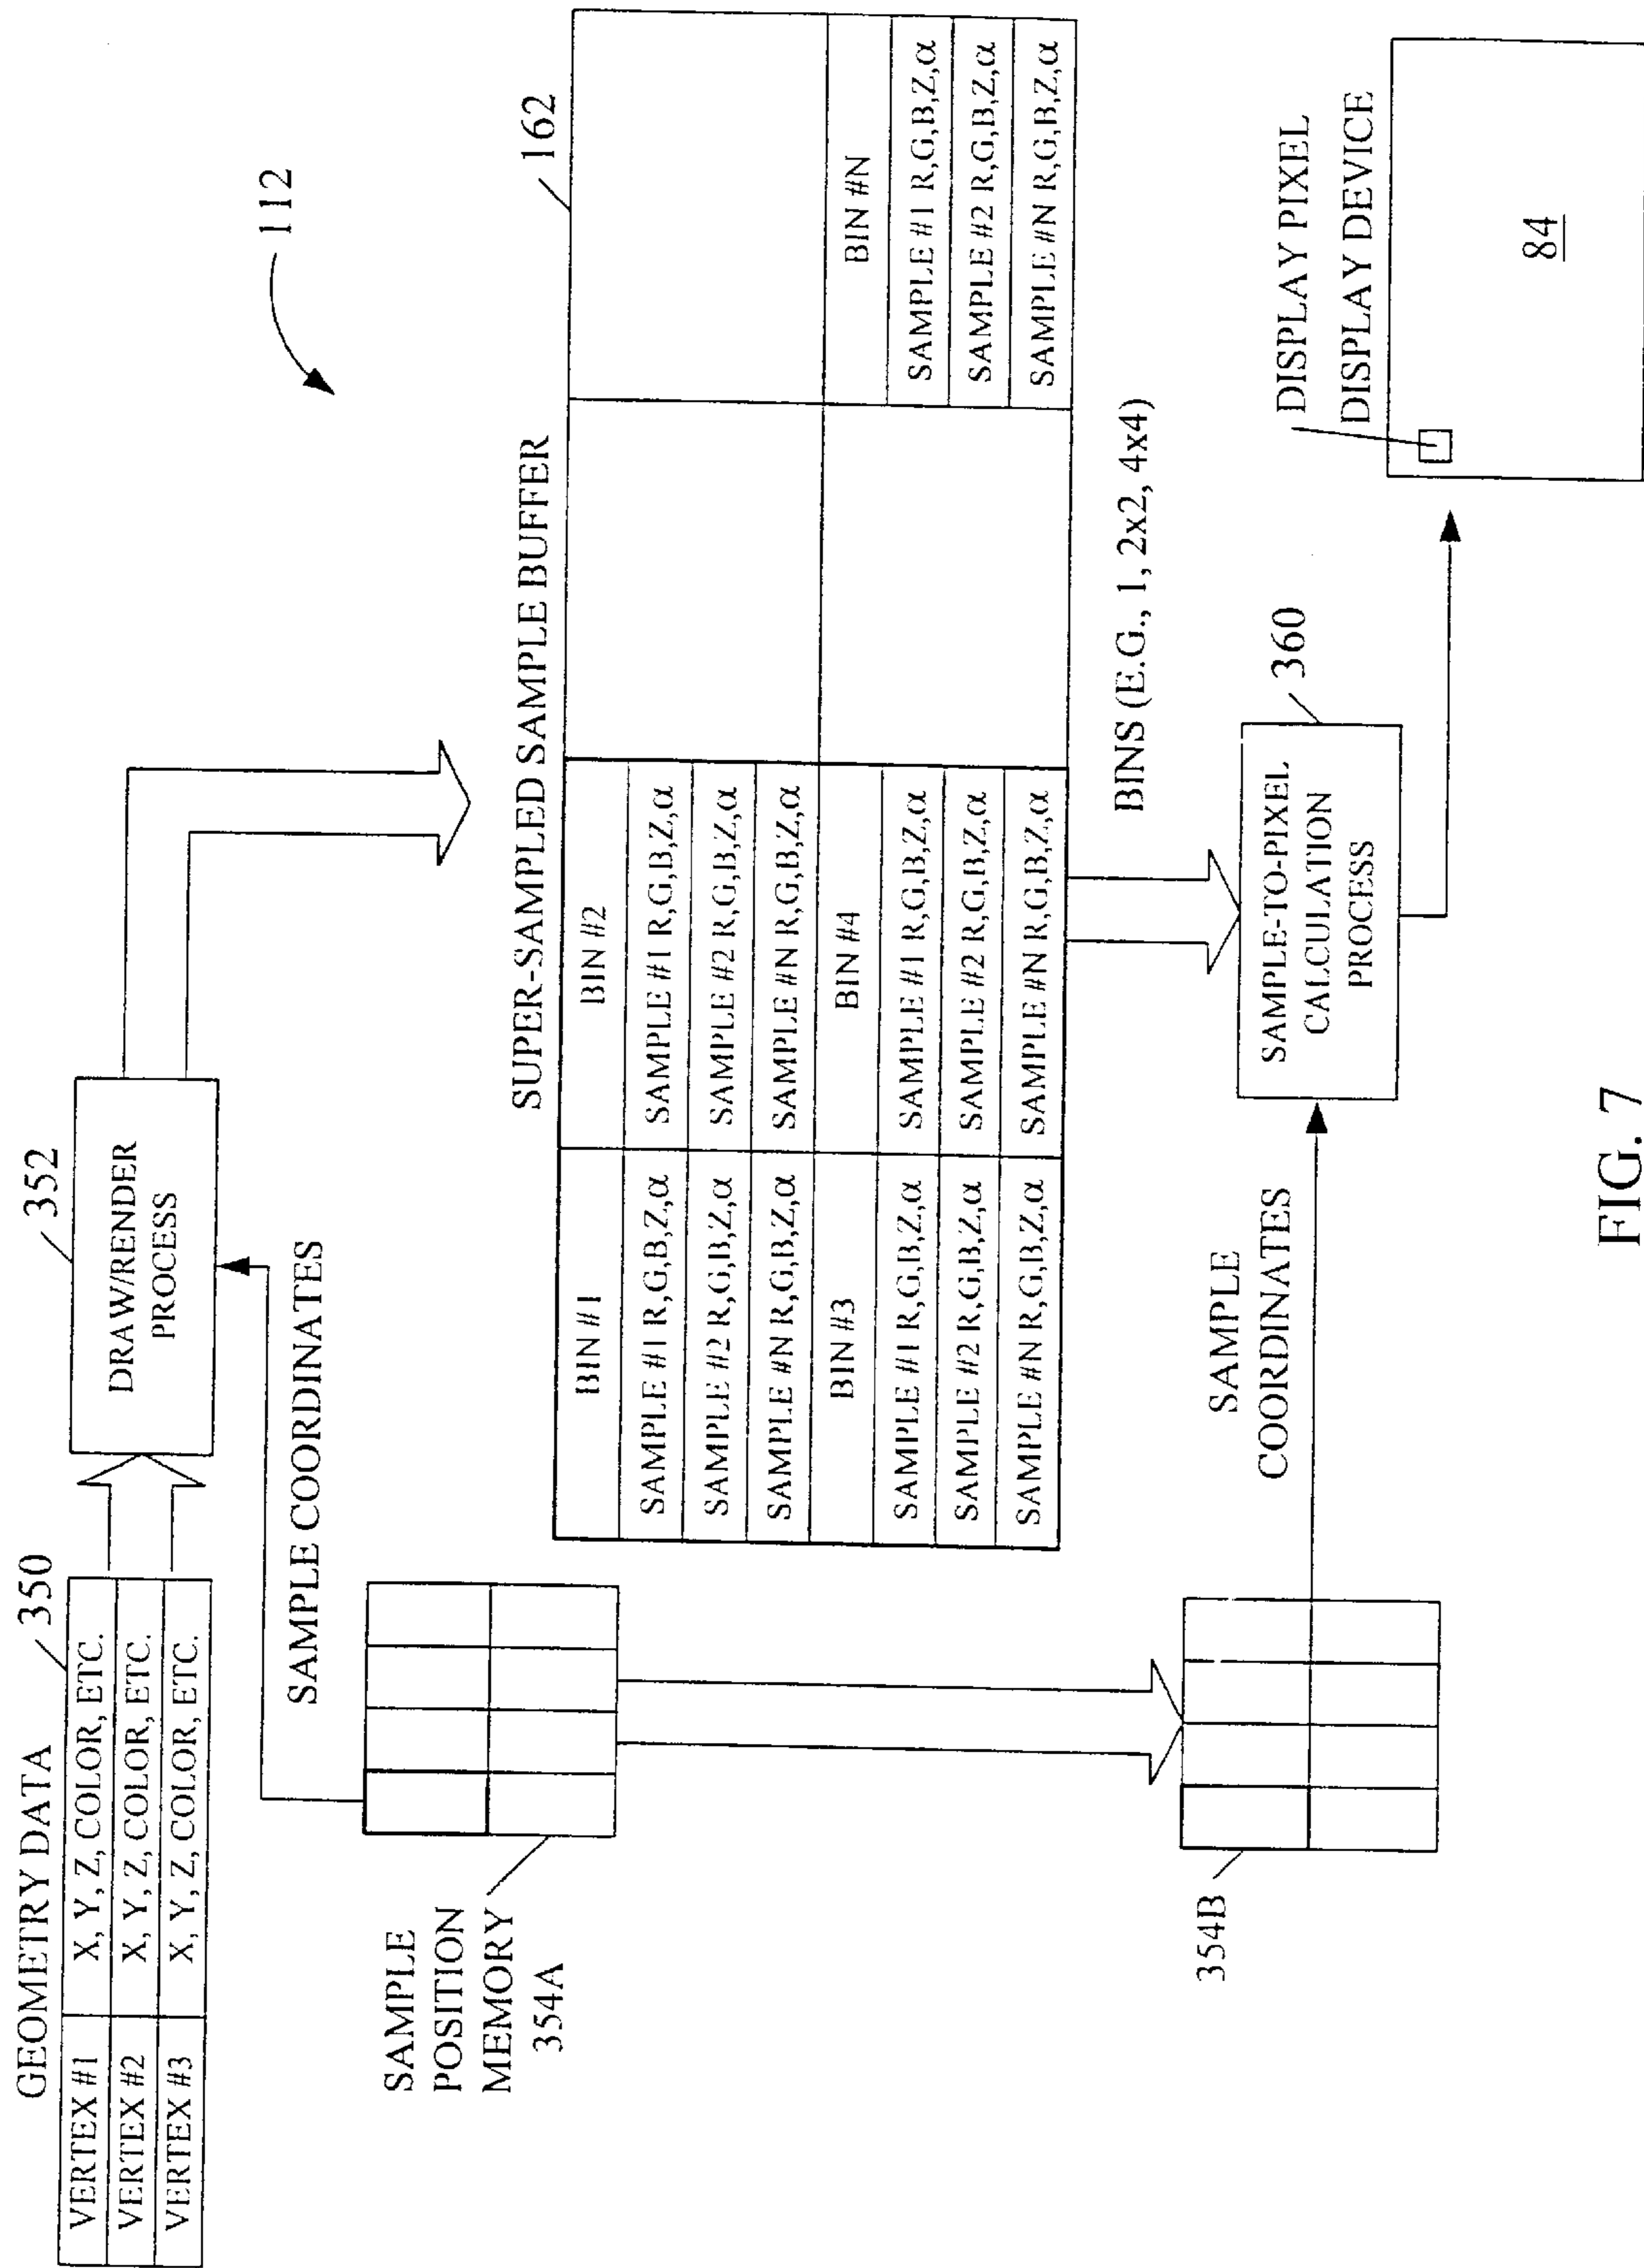 112
GEOMETRY DATA
350
VERTEX #1 X, Y, Z, COLOR, ETC.
VERTEX #2 X, Y, Z, COLOR, ETC.
VERTEX #3 X, Y, Z, COLOR, ETC.
352
DRAW/RENDER
PROCESS
SAMPLE COORDINATES
SAMPLE
POSITION
MEMORY
354A
SUPER-SAMPLED SAMPLE BUFFER
162
BIN #1 BIN #2
SAMPLE #1 R,G,B,Z,α SAMPLE #1 R,G,B,Z,α
SAMPLE #2 R,G,B,Z,α SAMPLE #2 R,G,B,Z,α
SAMPLE #N R,G,B,Z,α SAMPLE #N R,G,B,Z,α
BIN #3 BIN #4 BIN #N
SAMPLE #1 R,G,B,Z,α SAMPLE #1 R,G,B,Z,α SAMPLE #1 R,G,B,Z,α
SAMPLE #2 R,G,B,Z,α SAMPLE #2 R,G,B,Z,α SAMPLE #2 R,G,B,Z,α
SAMPLE #N R,G,B,Z,α SAMPLE #N R,G,B,Z,α SAMPLE #N R,G,B,Z,α
BINS (E.G., 1, 2x2, 4x4)
354B
SAMPLE
COORDINATES
360
SAMPLE-TO-PIXEL
CALCULATION
PROCESS
DISPLAY PIXEL
DISPLAY DEVICE
84
FIG. 7